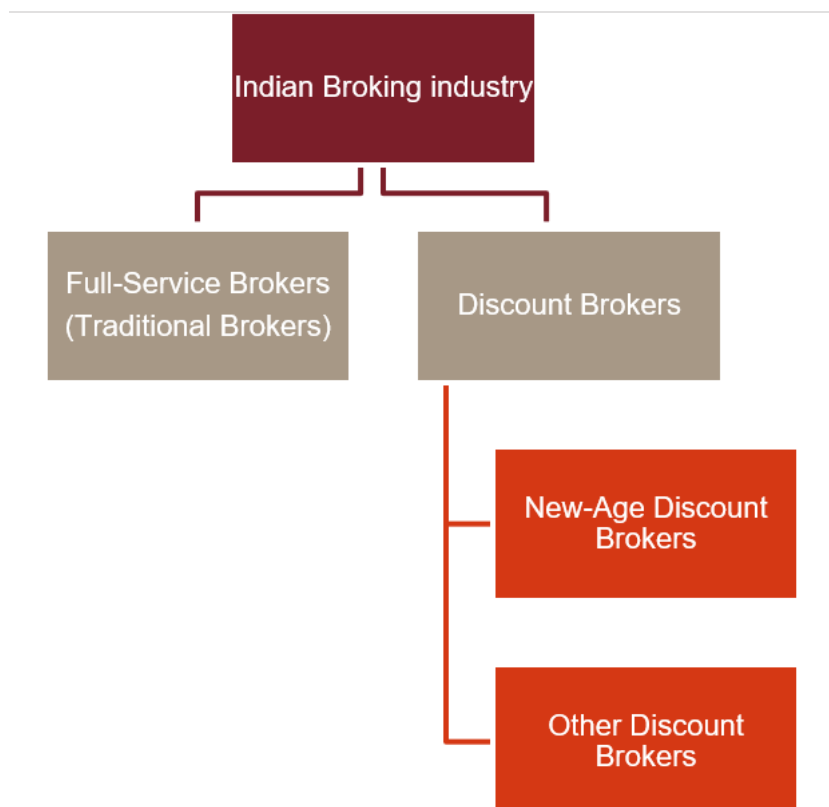 Indian Broking industry
Full-Service Brokers
(Traditional Brokers)
Discount Brokers
New-Age Discount
Brokers
Other Discount
Brokers